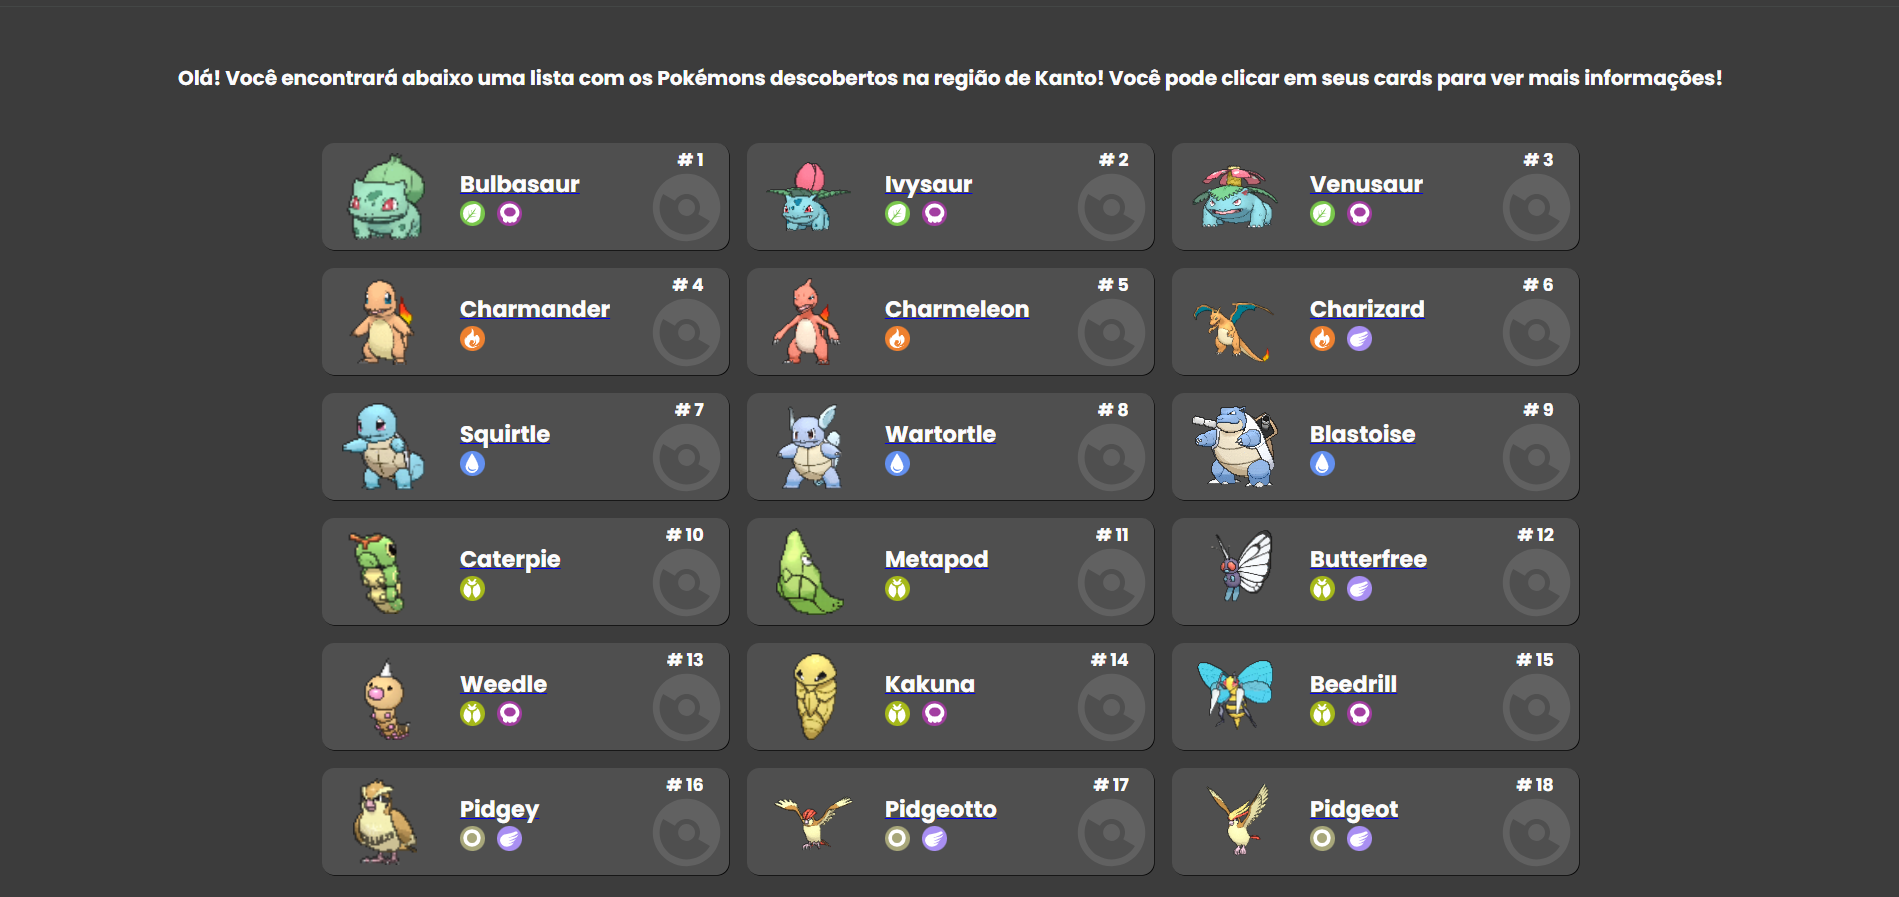 Olá! Você encontrará abaixo uma lista com os Pokémons descobertos na região de Kanto! Você pode clicar em seus cards para ver mais informações!
# 1
Bulbasaur
# 2
Ivysaur
# 3
Venusaur
# 4
Charmander
# 5
Charmeleon
# 6
Charizard
# 7
Squirtle
# 8
Wartortle
# 9
Blastoise
# 10
Caterpie
# 11
Metapod
# 12
Butterfree
# 13
Weedle
# 14
Kakuna
# 15
Beedrill
# 16
Pidgey
# 17
Pidgeotto
# 18
Pidgeot